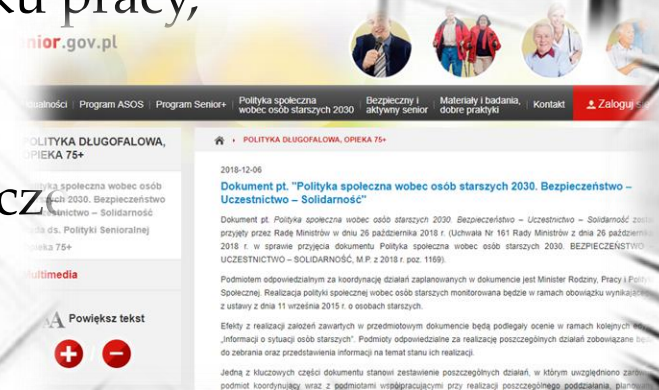 ku pracy,
nior.gov.pl
Aktualności | Program ASOS | Program Senior+ | Polityka społeczna wobec osób starszych 2030 | Bezpieczny i aktywny senior | Materiały i badania, dobre praktyki | Kontakt | Zaloguj się
POLITYKA DŁUGOFALOWA,
OPIEKA 75+
POLITYKA DŁUGOFALOWA, OPIEKA 75+
społeczna wobec osób
2030. Bezpieczeństwo
Uczestnictwo – Solidarność
ds. Polityki Senioralnej
Opieka 75+
Multimedia
Powiększ tekst
cze
2018-12-06
Dokument pt. "Polityka społeczna wobec osób starszych 2030. Bezpieczeństwo –
Uczestnictwo – Solidarność"
Dokument pt. Polityka społeczna wobec osób starszych 2030. Bezpieczeństwo – Uczestnictwo – Solidarność został
przyjęty przez Radę Ministrów w dniu 26 października 2018 r. (Uchwała Nr 161 Rady Ministrów z dnia 26 października
2018 r. w sprawie przyjęcia dokumentu Polityka społeczna wobec osób starszych 2030. BEZPIECZEŃSTWO –
UCZESTNICTWO – SOLIDARNOŚĆ, M.P. z 2018 r. poz. 1169).
Podmiotem odpowiedzialnym za koordynację działań zaplanowanych w dokumencie jest Minister Rodziny, Pracy i Polityki
Społecznej. Realizacja polityki społecznej wobec osób starszych monitorowana będzie w ramach obowiązku wynikającego
z ustawy z dnia 11 września 2015 r. o osobach starszych.
Efekty z realizacji założeń zawartych w przedmiotowym dokumencie będą podlegały ocenie w ramach kolejnych edycji
„Informacji o sytuacji osób starszych”. Podmioty odpowiedzialne za realizację poszczególnych działań zobowiązane będą
do zebrania oraz przedstawienia informacji na temat stanu ich realizacji.
Jedną z kluczowych części dokumentu stanowi zestawienie poszczególnych działań, w którym uwzględniono zarówno
podmiot koordynujący wraz z podmiotami współpracującymi przy realizacji poszczególnego poddziałania, planowany